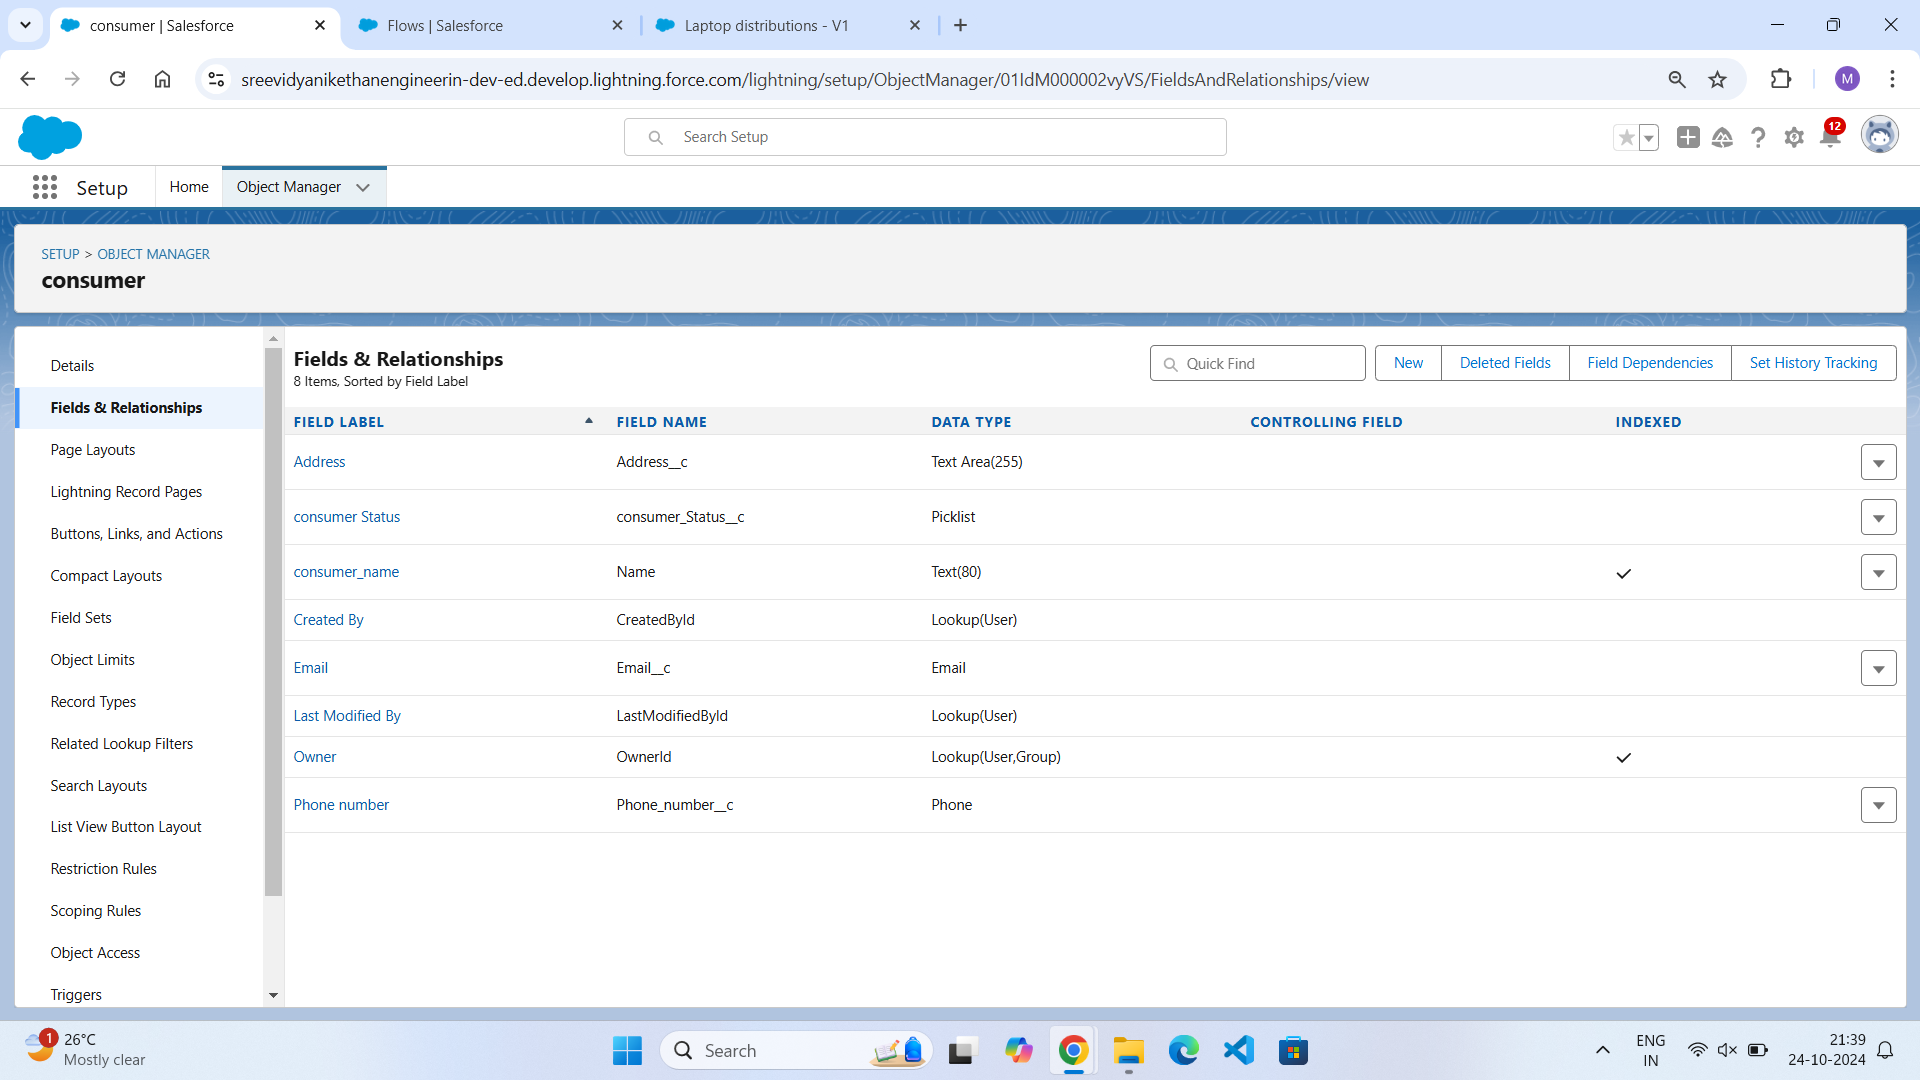 consumer | Salesforce
Flows | Salesforce
Laptop distributions - V1
sreevidyanikethanengineerin-dev-ed.develop.lightning.force.com/lightning/setup/ObjectManager/01IdM000002vyVS/FieldsAndRelationships/view
M
Search Setup
12
Setup
Home
Object Manager
SETUP > OBJECT MANAGER
consumer
Details
Fields & Relationships
Page Layouts
Lightning Record Pages
Buttons, Links, and Actions
Compact Layouts
Field Sets
Object Limits
Record Types
Related Lookup Filters
Search Layouts
List View Button Layout
Restriction Rules
Scoping Rules
Object Access
Triggers
Fields & Relationships
8 Items, Sorted by Field Label
Quick Find
New
Deleted Fields
Field Dependencies
Set History Tracking
FIELD LABEL FIELD NAME DATA TYPE CONTROLLING FIELD INDEXED
Address Address__c Text Area(255)
consumer Status consumer_Status__c Picklist
consumer_name Name Text(80)
Created By CreatedById Lookup(User)
Email Email__c Email
Last Modified By LastModifiedById Lookup(User)
Owner OwnerId Lookup(User,Group)
Phone number Phone_number__c Phone
1
26°C
Mostly clear
Search
ENG
IN
21:39
24-10-2024